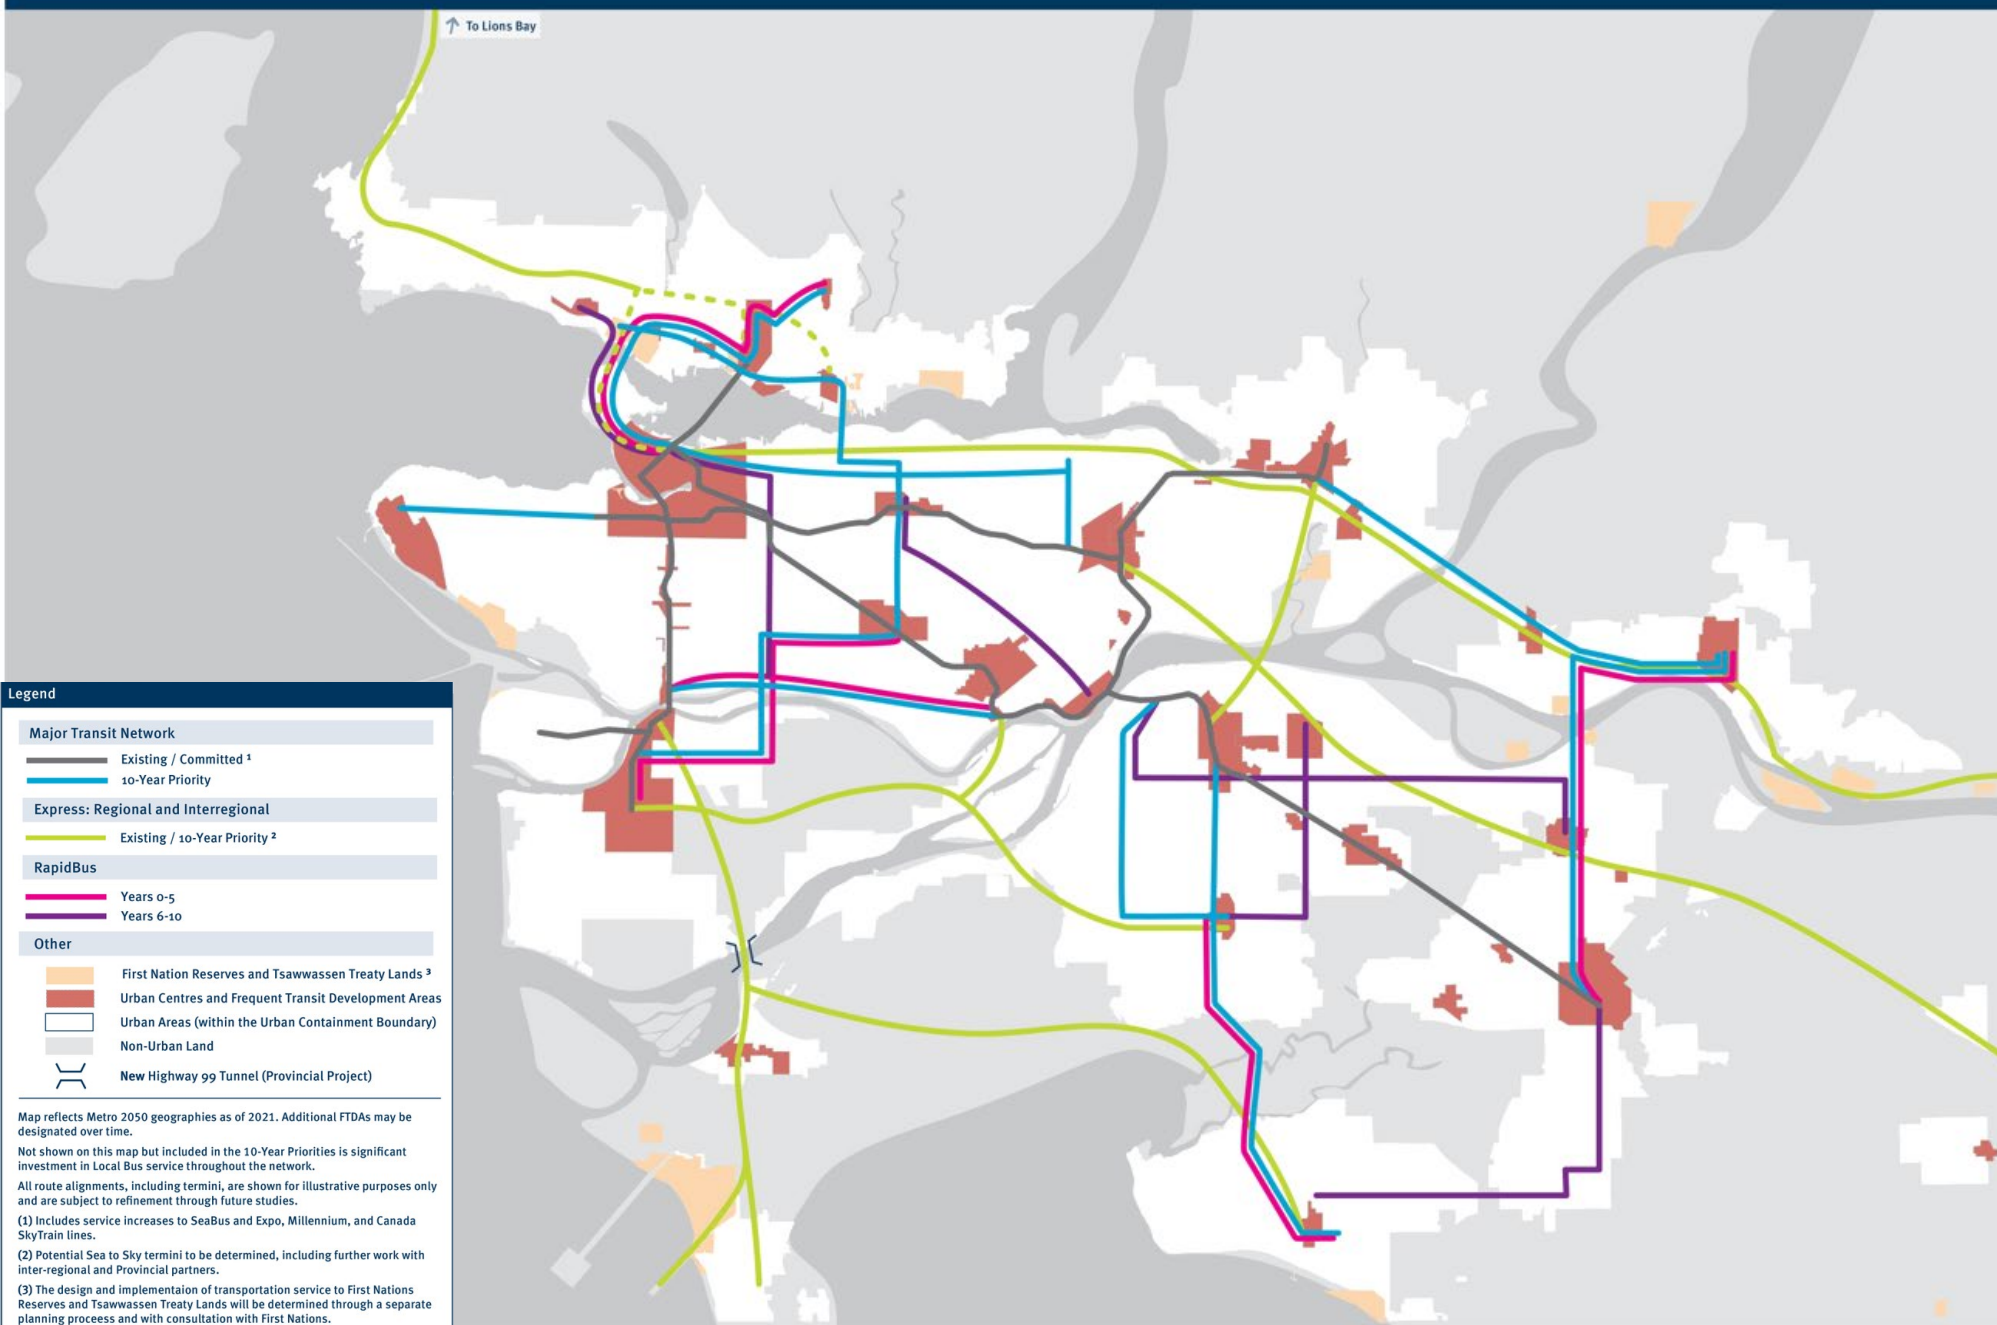 To Lions Bay
Legend
Major Transit Network
Existing / Committed ¹
10-Year Priority
Express: Regional and Interregional
Existing / 10-Year Priority ²
RapidBus
Years 0-5
Years 6-10
Other
First Nation Reserves and Tsawwassen Treaty Lands ³
Urban Centres and Frequent Transit Development Areas
Urban Areas (within the Urban Containment Boundary)
Non-Urban Land
New Highway 99 Tunnel (Provincial Project)
Map reflects Metro 2050 geographies as of 2021. Additional FTDAs may be
designated over time.
Not shown on this map but included in the 10-Year Priorities is significant
investment in Local Bus service throughout the network.
All route alignments, including termini, are shown for illustrative purposes only
and are subject to refinement through future studies.
(1) Includes service increases to SeaBus and Expo, Millennium, and Canada
SkyTrain lines.
(2) Potential Sea to Sky termini to be determined, including further work with
inter-regional and Provincial partners.
(3) The design and implementaion of transportation service to First Nations
Reserves and Tsawwassen Treaty Lands will be determined through a separate
planning proceess and with consultation with First Nations.